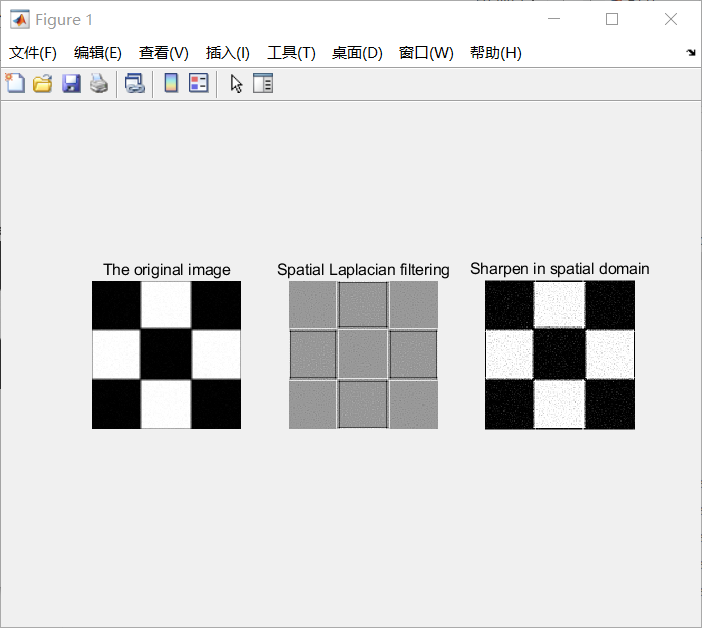 Figure 1
文件(F) 编辑(E) 查看(V) 插入(I) 工具(T) 桌面(D) 窗口(W) 帮助(H)
The original image Spatial Laplacian filtering Sharpen in spatial domain